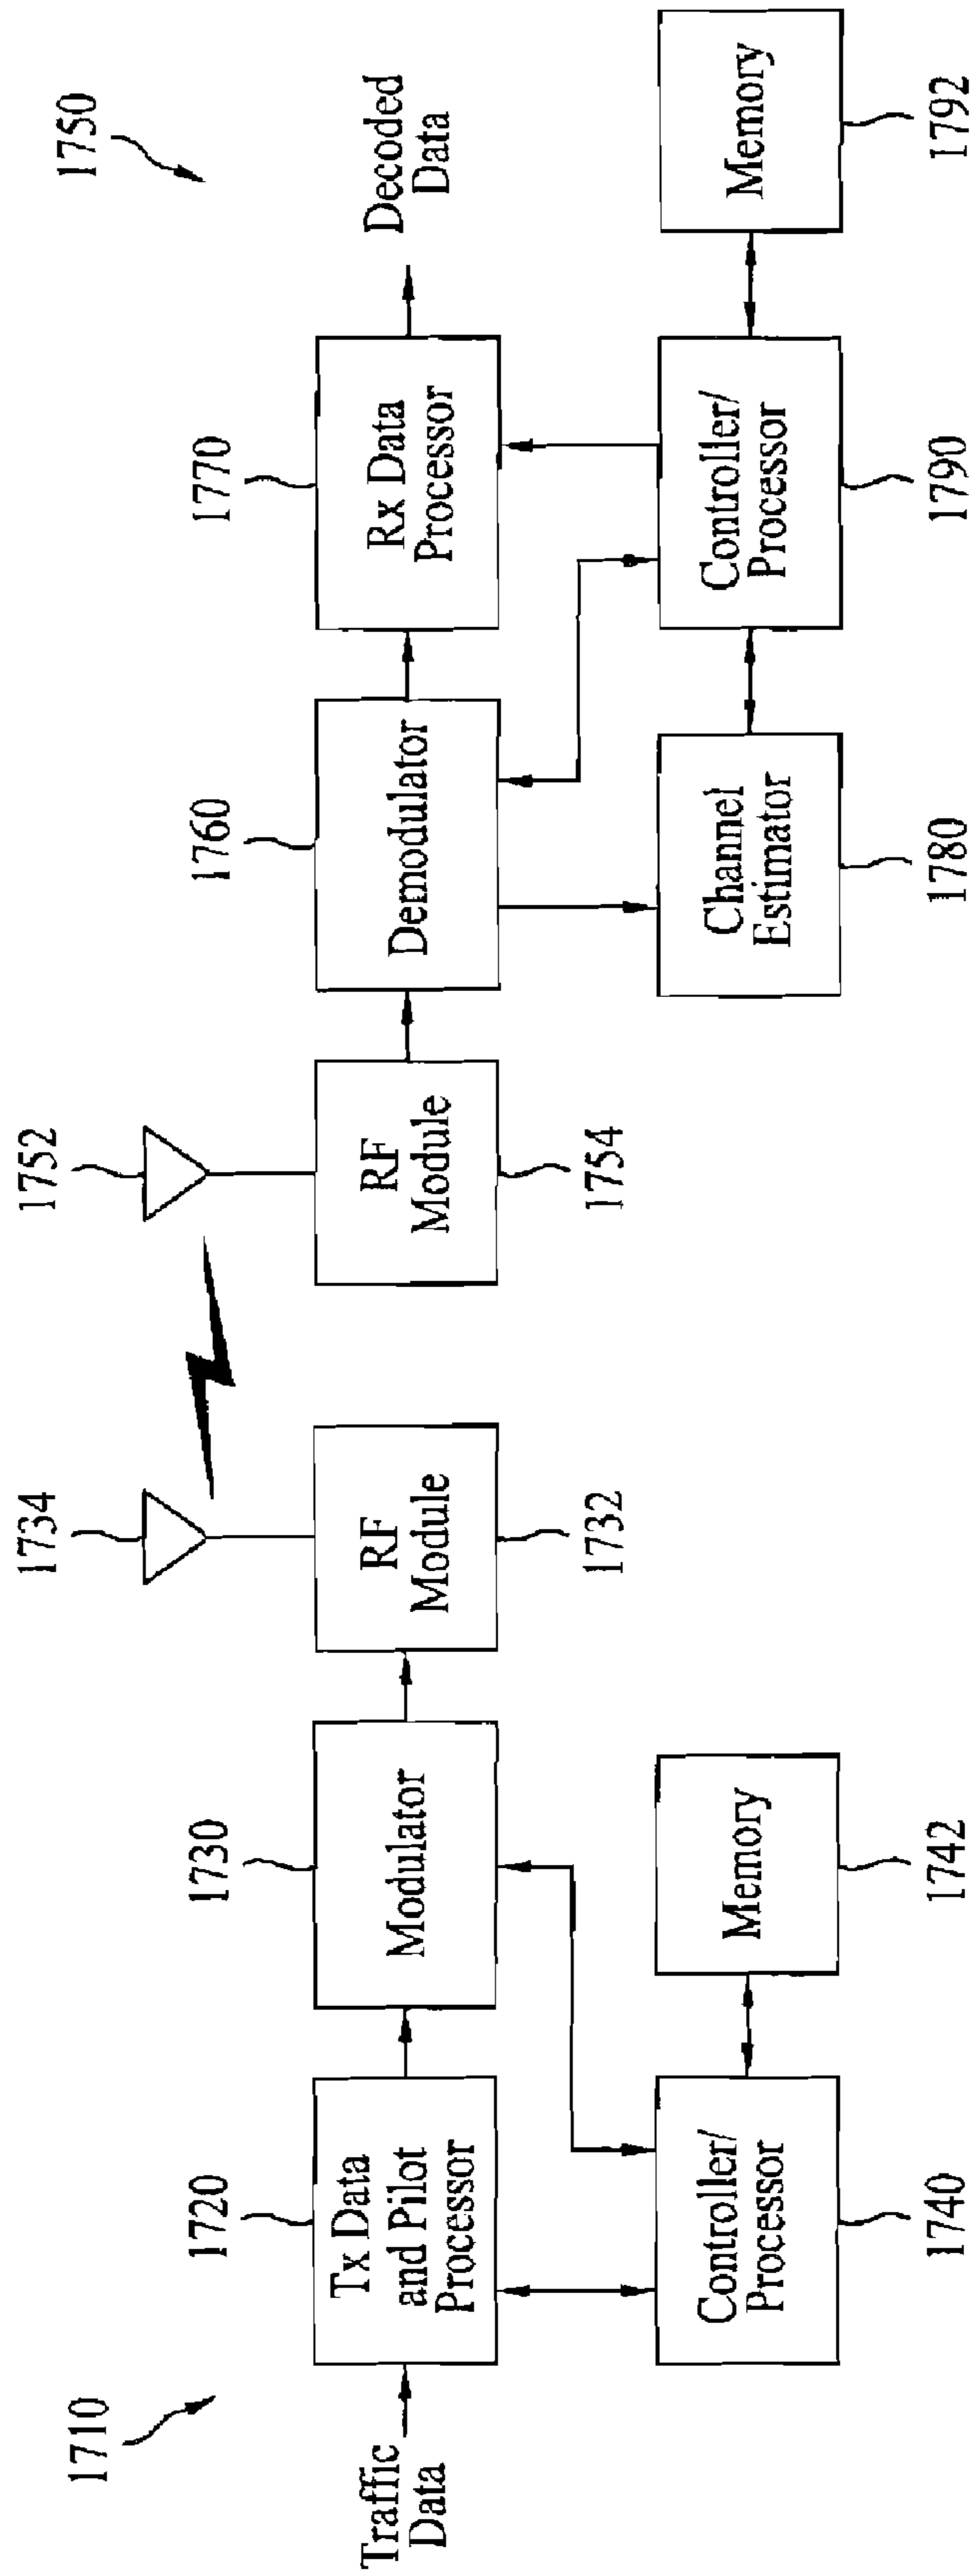 1710
Traffic
Data
1720
Tx Data
and Pilot
Processor
1730
Modulator
1734
RF
Module
1732
Controller/
Processor
1740
Memory
1742
1750
1752
RF
Module
1754
1760
Demodulator
1770
Rx Data
Processor
Decoded
Data
Channel
Estimator
1780
Controller/
Processor
1790
Memory
1792